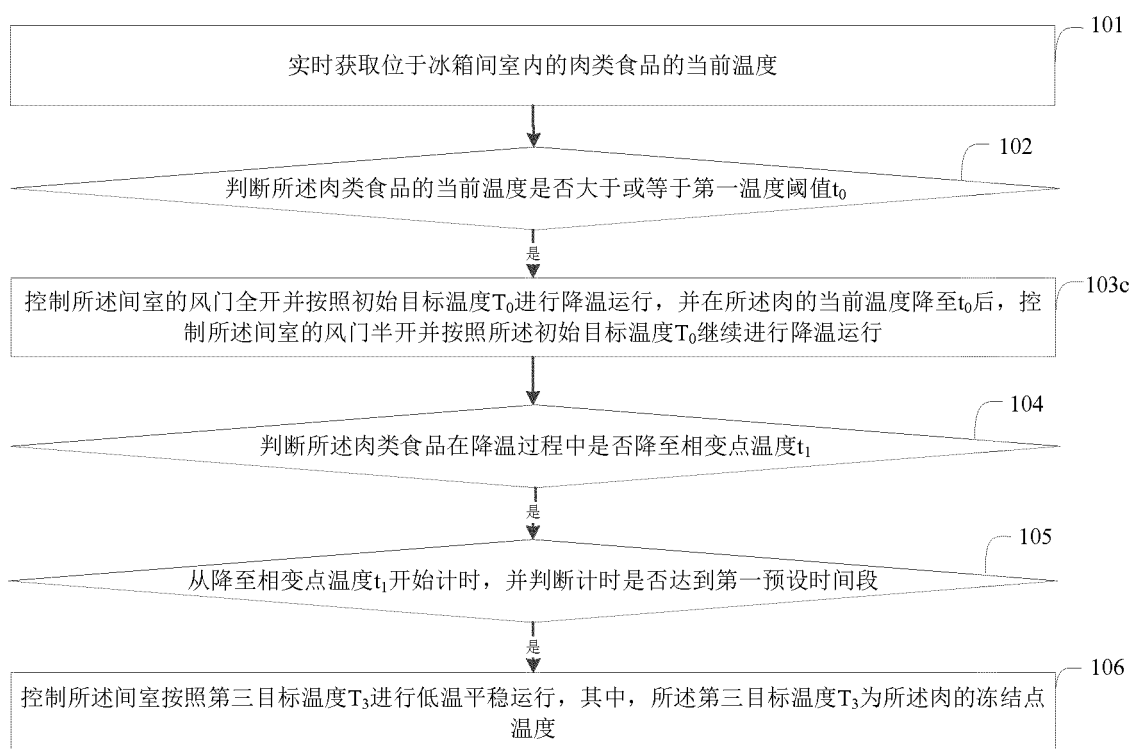 101
实时获取位于冰箱间室内的肉类食品的当前温度
102
判断所述肉类食品的当前温度是否大于或等于第一温度阈值t₀
是
103c
控制所述间室的风门全开并按照初始目标温度T₀进行降温运行，并在所述肉的当前温度降至t₀后，控
制所述间室的风门半开并按照所述初始目标温度T₀继续进行降温运行
104
判断所述肉类食品在降温过程中是否降至相变点温度t₁
是
105
从降至相变点温度t₁开始计时，并判断计时是否达到第一预设时间段
是
106
控制所述间室按照第三目标温度T₃进行低温平稳运行，其中，所述第三目标温度T₃为所述肉的冻结点
温度